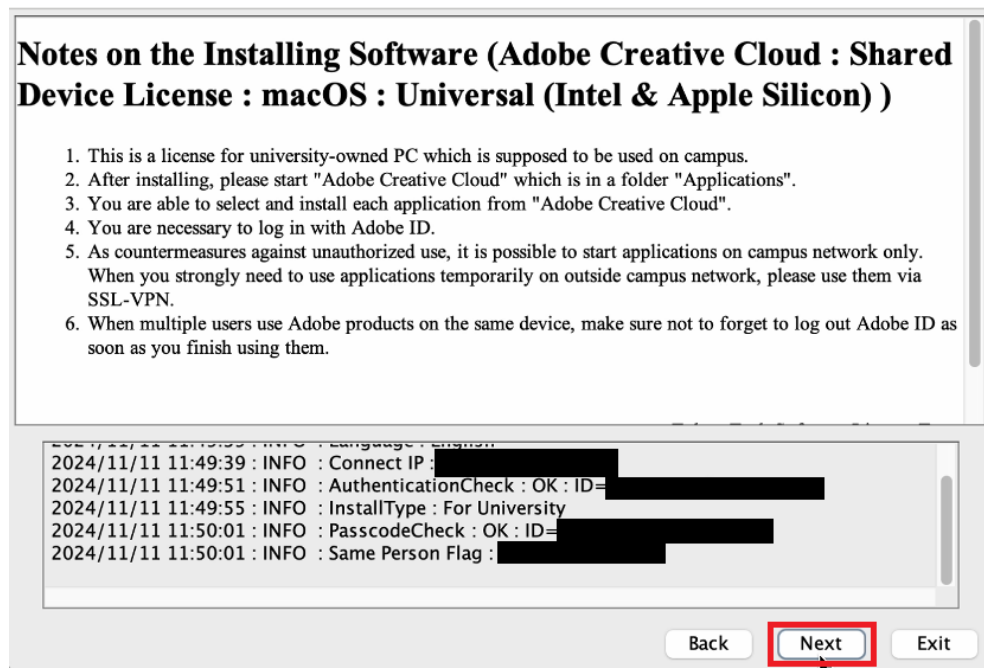 Notes on the Installing Software (Adobe Creative Cloud : Shared
Device License : macOS : Universal (Intel & Apple Silicon) )
1. This is a license for university-owned PC which is supposed to be used on campus.
2. After installing, please start "Adobe Creative Cloud" which is in a folder "Applications".
3. You are able to select and install each application from "Adobe Creative Cloud".
4. You are necessary to log in with Adobe ID.
5. As countermeasures against unauthorized use, it is possible to start applications on campus network only.
When you strongly need to use applications temporarily on outside campus network, please use them via
SSL-VPN.
6. When multiple users use Adobe products on the same device, make sure not to forget to log out Adobe ID as
soon as you finish using them.
: INFO : Language : English
2024/11/11 11:49:39 : INFO : Connect IP :
2024/11/11 11:49:51 : INFO : AuthenticationCheck : OK : ID=
2024/11/11 11:49:55 : INFO : InstallType : For University
2024/11/11 11:50:01 : INFO : PasscodeCheck : OK : ID=
2024/11/11 11:50:01 : INFO : Same Person Flag :
Back Next Exit